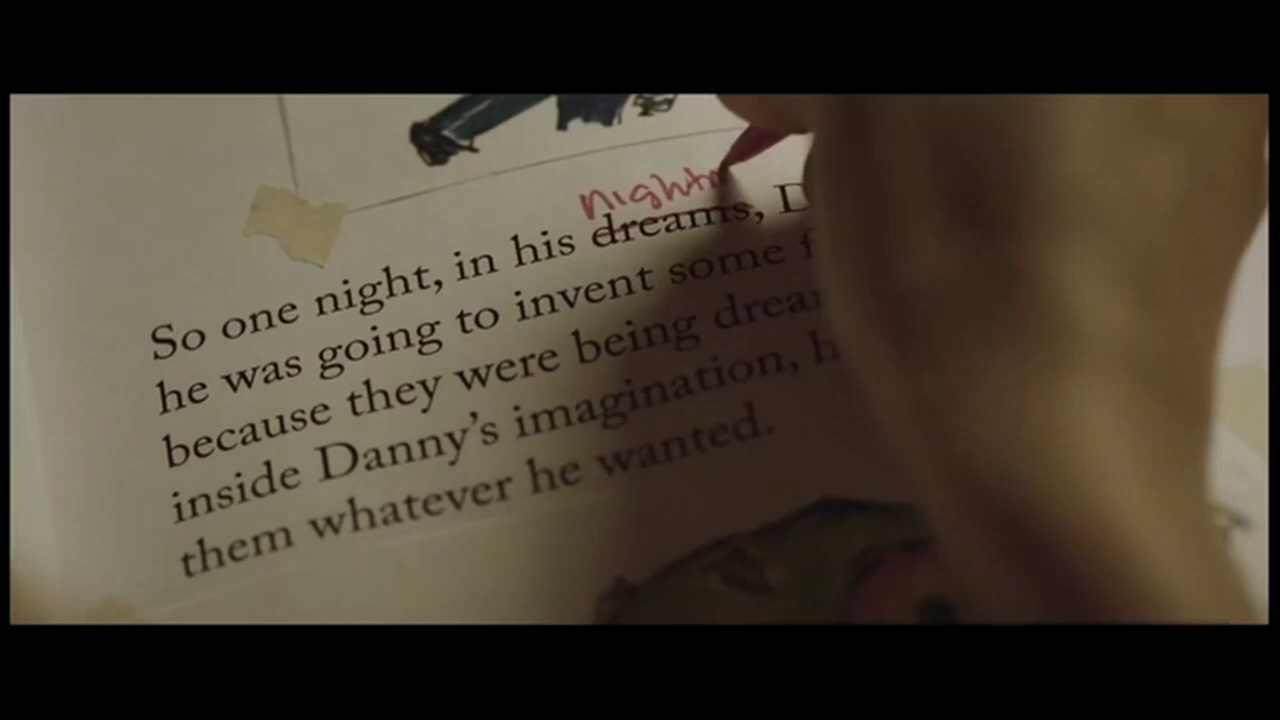 night
So one night, in his dreams,
he was going to invent some
because they were being
inside Danny's imagination,
them whatever he wanted.